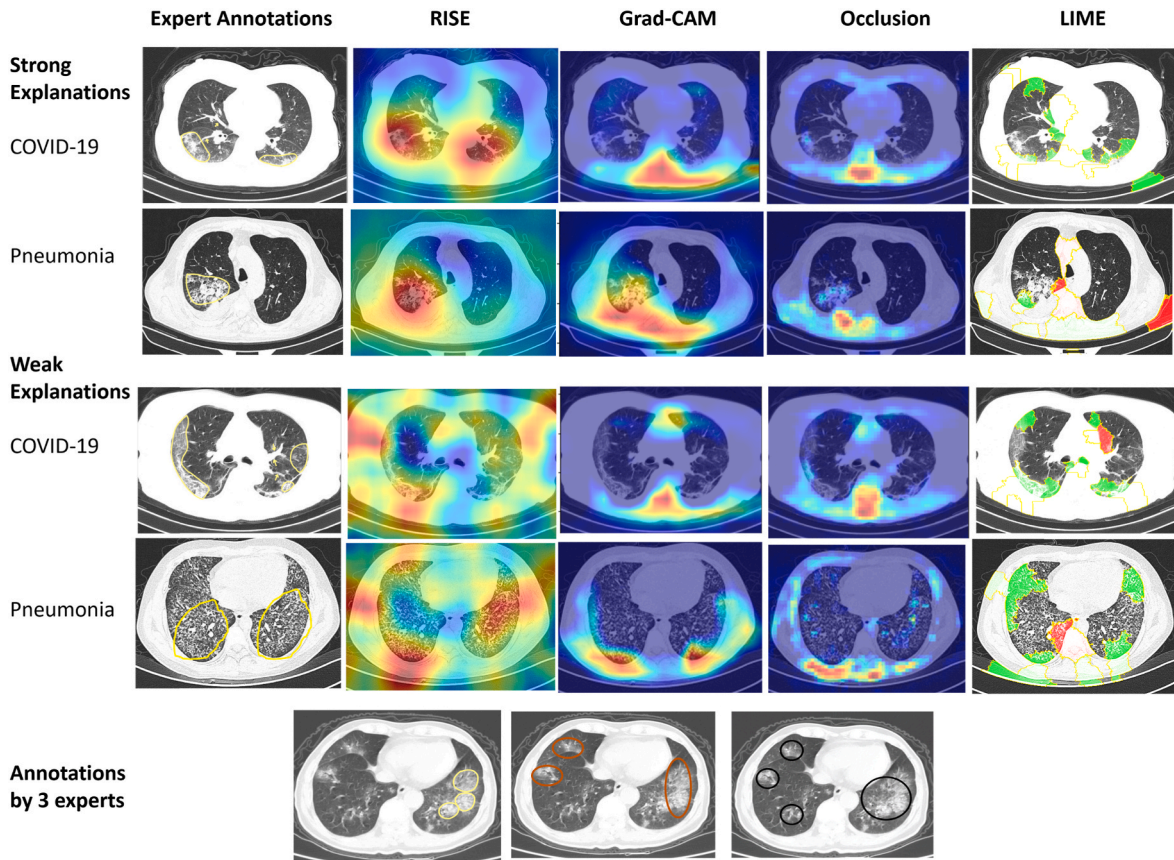 Expert Annotations RISE Grad-CAM Occlusion LIME
Strong
Explanations
COVID-19
Pneumonia
Weak
Explanations
COVID-19
Pneumonia
Annotations
by 3 experts